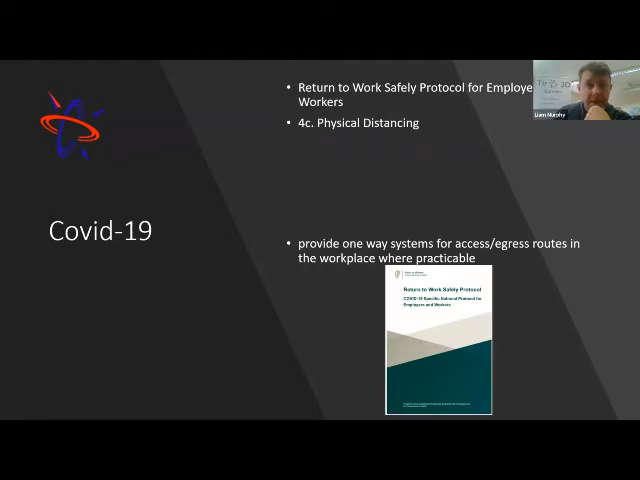 • Return to Work Safely Protocol for Employe
Workers
• 4c. Physical Distancing
Liam Nurphy
Covid-19
• provide one way systems for access/egress routes in
the workplace where practicable
Return to Work Safely Protocol
COVID-19 Specific National Protocol for
Employers and Workers